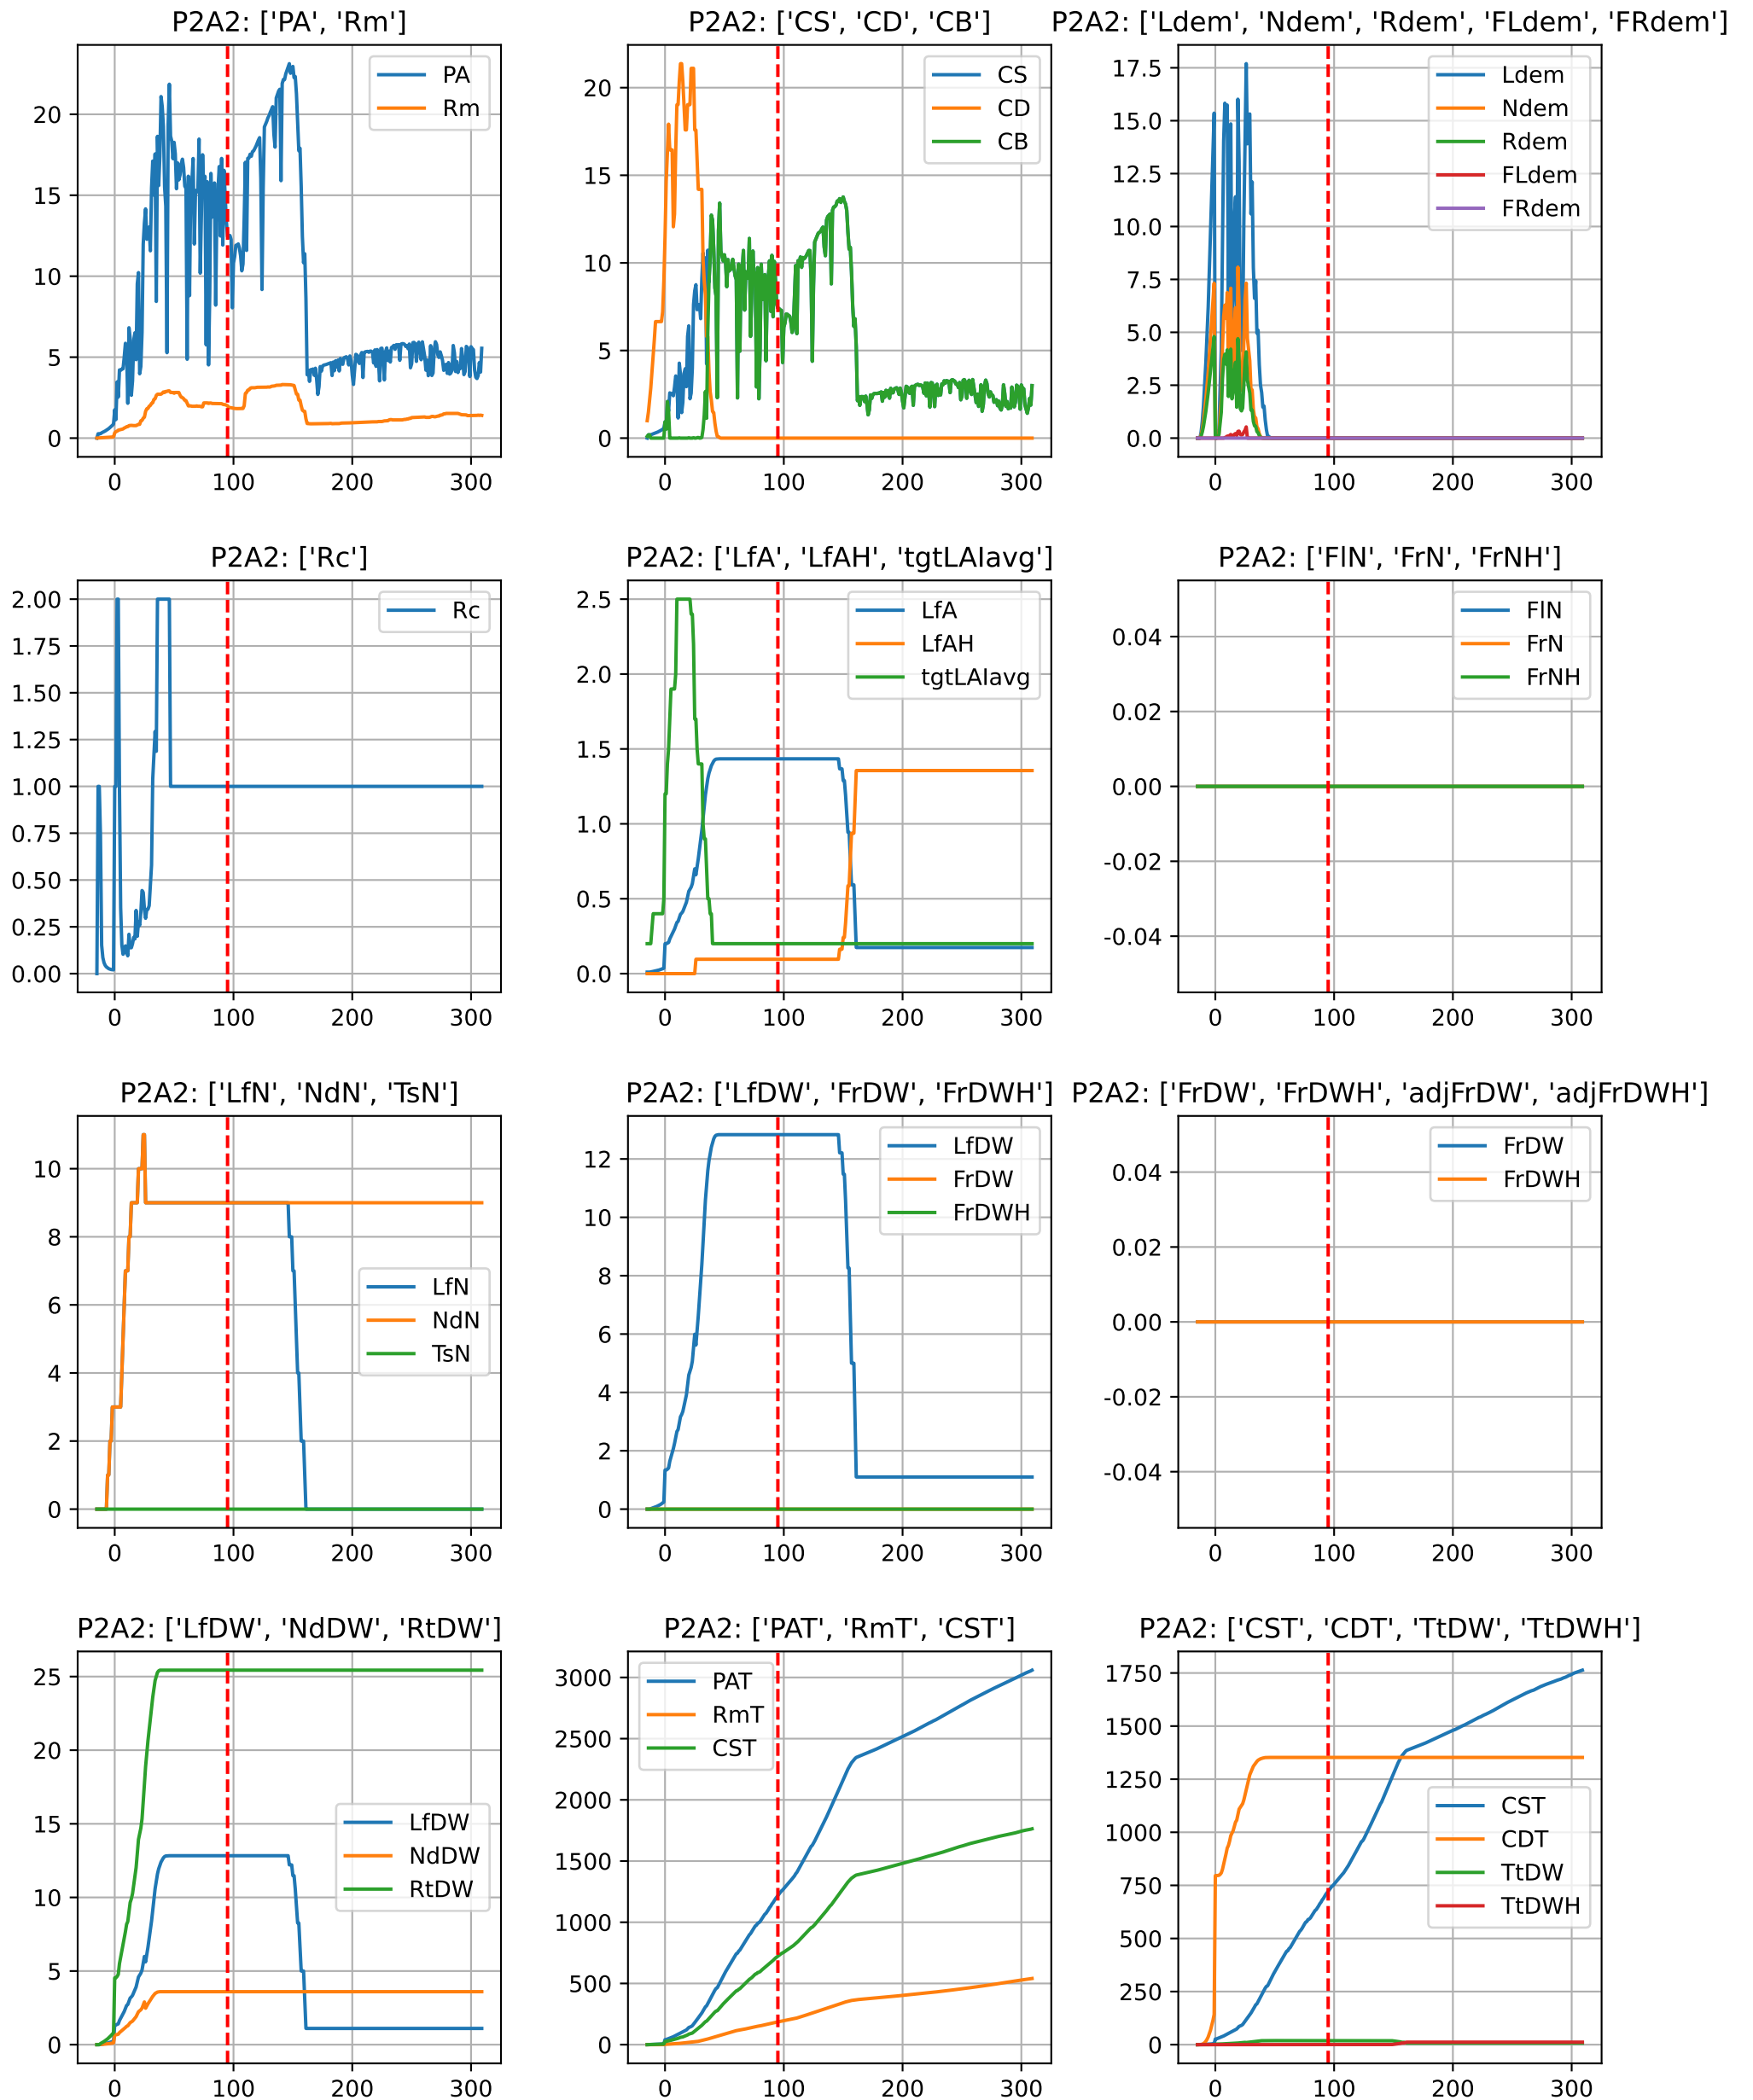 P2A2: ['PA', 'Rm']
PA
Rm
20
15
10
5
0
0 100 200 300
P2A2: ['CS', 'CD', 'CB']
CS
CD
CB
20
15
10
5
0
0 100 200 300
P2A2: ['Ldem', 'Ndem', 'Rdem', 'FLdem', 'FRdem']
Ldem
Ndem
Rdem
FLdem
FRdem
17.5
15.0
12.5
10.0
7.5
5.0
2.5
0.0
0 100 200 300
P2A2: ['Rc']
Rc
2.00
1.75
1.50
1.25
1.00
0.75
0.50
0.25
0.00
0 100 200 300
P2A2: ['LfA', 'LfAH', 'tgtLAIavg']
LfA
LfAH
tgtLAIavg
2.5
2.0
1.5
1.0
0.5
0.0
0 100 200 300
P2A2: ['FlN', 'FrN', 'FrNH']
FlN
FrN
FrNH
0.04
0.02
0.00
-0.02
-0.04
0 100 200 300
P2A2: ['LfN', 'NdN', 'TsN']
LfN
NdN
TsN
10
8
6
4
2
0
0 100 200 300
P2A2: ['LfDW', 'FrDW', 'FrDWH']
LfDW
FrDW
FrDWH
12
10
8
6
4
2
0
0 100 200 300
P2A2: ['FrDW', 'FrDWH', 'adjFrDW', 'adjFrDWH']
FrDW
FrDWH
0.04
0.02
0.00
-0.02
-0.04
0 100 200 300
P2A2: ['LfDW', 'NdDW', 'RtDW']
LfDW
NdDW
RtDW
25
20
15
10
5
0
0 100 200 300
P2A2: ['PAT', 'RmT', 'CST']
PAT
RmT
CST
3000
2500
2000
1500
1000
500
0
0 100 200 300
P2A2: ['CST', 'CDT', 'TtDW', 'TtDWH']
CST
CDT
TtDW
TtDWH
1750
1500
1250
1000
750
500
250
0
0 100 200 300